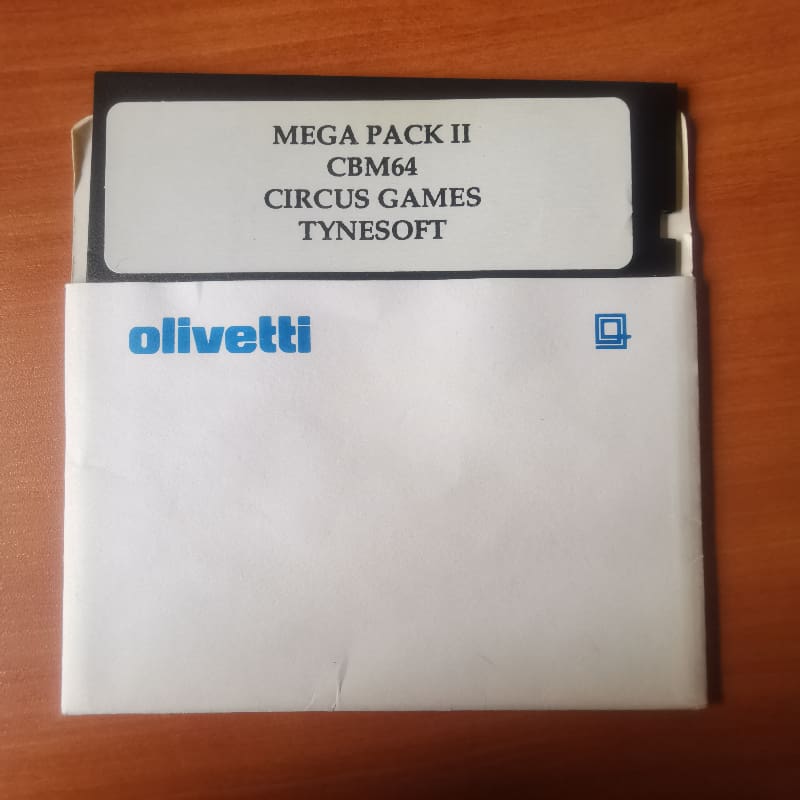 MEGA PACK II
CBM64
CIRCUS GAMES
TYNESOFT
olivetti